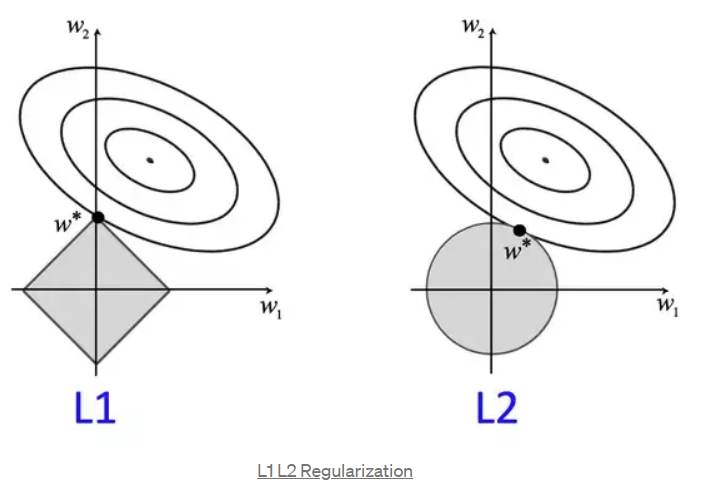 w₂
w₂
w*
w*
w₁
w₁
L1
L2
L1 L2 Regularization